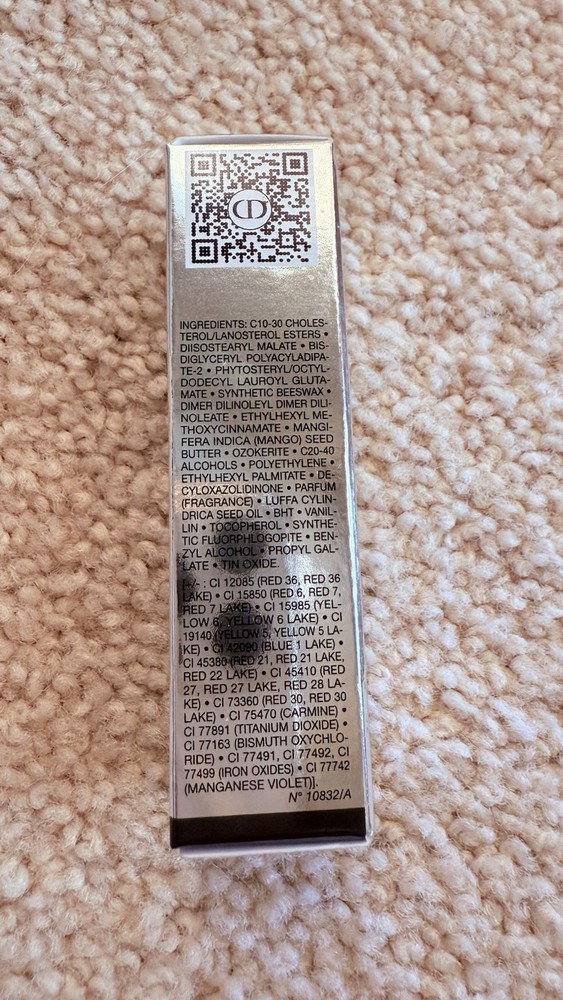 CD
INGREDIENTS: C10-30 CHOLES-
TEROL/LANOSTEROL ESTERS •
DIISOSTEARYL MALATE • BIS-
DIGLYCERYL POLYACYLADIPA-
TE-2 • PHYTOSTERYL/OCTYL-
DODECYL LAUROYL GLUTA-
MATE • SYNTHETIC BEESWAX •
DIMER DILINOLEYL DIMER DILI-
NOLEATE • ETHYLHEXYL ME-
THOXYCINNAMATE • MANGI-
FERA INDICA (MANGO) SEED
BUTTER • OZOKERITE • C20-40
ALCOHOLS • POLYETHYLENE •
ETHYLHEXYL PALMITATE • DE-
CYLOXAZOLIDINONE • PARFUM
(FRAGRANCE) • LUFFA CYLIN-
DRICA SEED OIL • BHT • VANIL-
LIN • TOCOPHEROL • SYNTHE-
TIC FLUORPHLOGOPITE • BEN-
ZYL ALCOHOL • PROPYL GAL-
LATE • TIN OXIDE.
[+/- : CI 12085 (RED 36, RED 36
LAKE) • CI 15850 (RED 6, RED 7,
RED 7 LAKE) • CI 15985 (YEL-
LOW 6, YELLOW 6 LAKE) • CI
19140 (YELLOW 5, YELLOW 5 LA-
KE) • CI 42090 (BLUE 1 LAKE) •
CI 45380 (RED 21, RED 21 LAKE,
RED 22 LAKE) • CI 45410 (RED
27, RED 27 LAKE, RED 28 LA-
KE) • CI 73360 (RED 30, RED 30
LAKE) • CI 75470 (CARMINE) •
CI 77891 (TITANIUM DIOXIDE) •
CI 77163 (BISMUTH OXYCHLO-
RIDE) • CI 77491, CI 77492, CI
77499 (IRON OXIDES) • CI 77742
(MANGANESE VIOLET)].
N° 10832/A